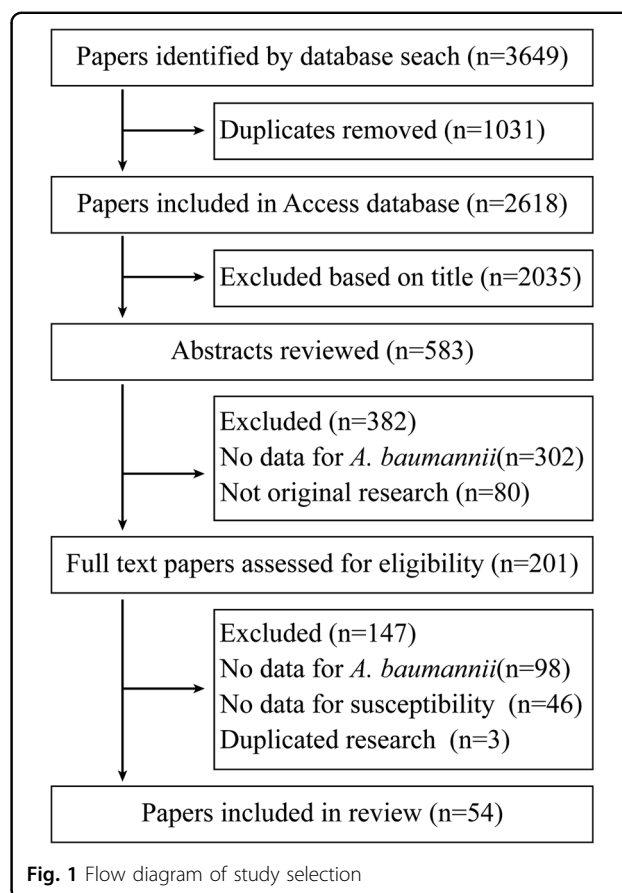 Papers identified by database seach (n=3649)
Duplicates removed (n=1031)
Papers included in Access database (n=2618)
Excluded based on title (n=2035)
Abstracts reviewed (n=583)
Excluded (n=382)
No data for A. baumannii(n=302)
Not original research (n=80)
Full text papers assessed for eligibility (n=201)
Excluded (n=147)
No data for A. baumannii(n=98)
No data for susceptibility (n=46)
Duplicated research (n=3)
Papers included in review (n=54)
Fig. 1 Flow diagram of study selection